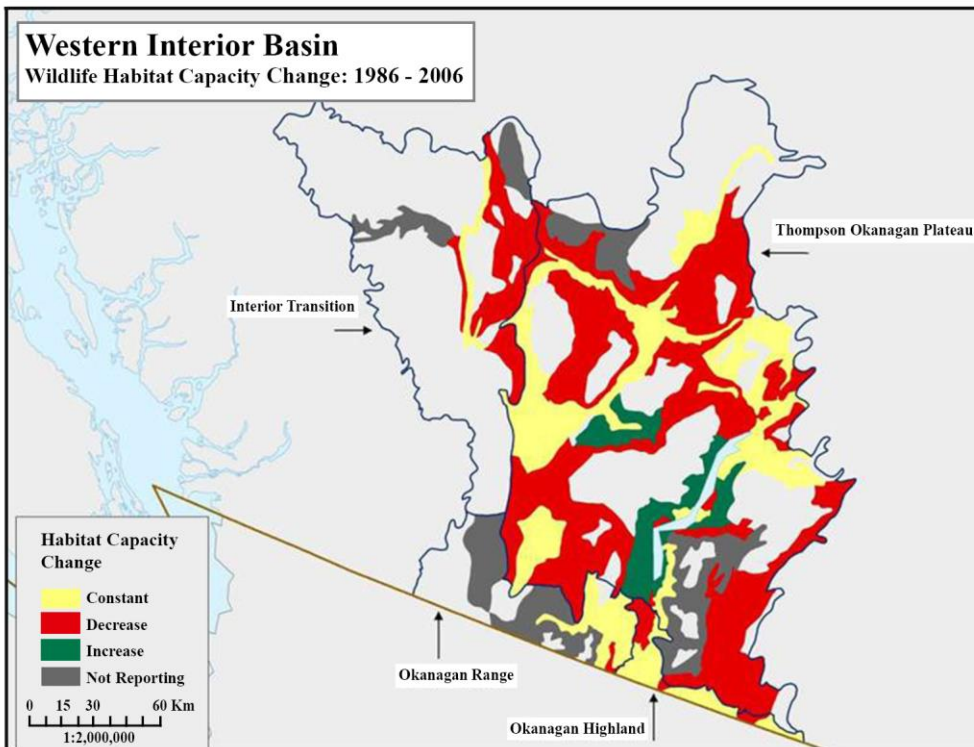 Western Interior Basin
Wildlife Habitat Capacity Change: 1986 - 2006
Thompson Okanagan Plateau
Interior Transition
Okanagan Range
Okanagan Highland
Habitat Capacity
Change
Constant
Decrease
Increase
Not Reporting
0 15 30 60 Km
1:2,000,000